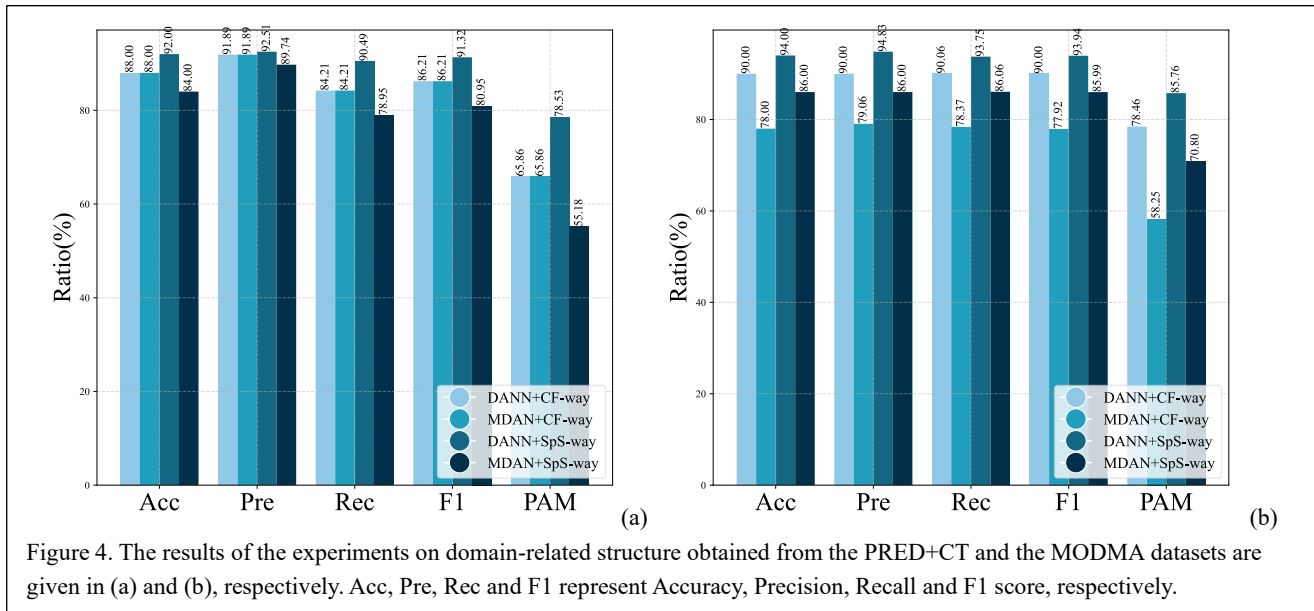 88.00 88.00 92.00 84.00 91.89 91.89 92.51 89.74 84.21 84.21 90.49 78.95 86.21 86.21 91.32 80.95 65.86 65.86 78.53 55.18
Ratio(%)
80
60
40
20
0
DANN+CF-way
MDAN+CF-way
DANN+SpS-way
MDAN+SpS-way
Acc Pre Rec F1 PAM
(a)
90.00 78.00 94.00 86.00 90.00 79.06 94.83 86.00 90.06 78.37 93.75 86.06 90.00 77.92 93.94 85.99 78.46 58.25 85.76 70.80
Ratio(%)
80
60
40
20
0
DANN+CF-way
MDAN+CF-way
DANN+SpS-way
MDAN+SpS-way
Acc Pre Rec F1 PAM
(b)
Figure 4. The results of the experiments on domain-related structure obtained from the PRED+CT and the MODMA datasets are
given in (a) and (b), respectively. Acc, Pre, Rec and F1 represent Accuracy, Precision, Recall and F1 score, respectively.